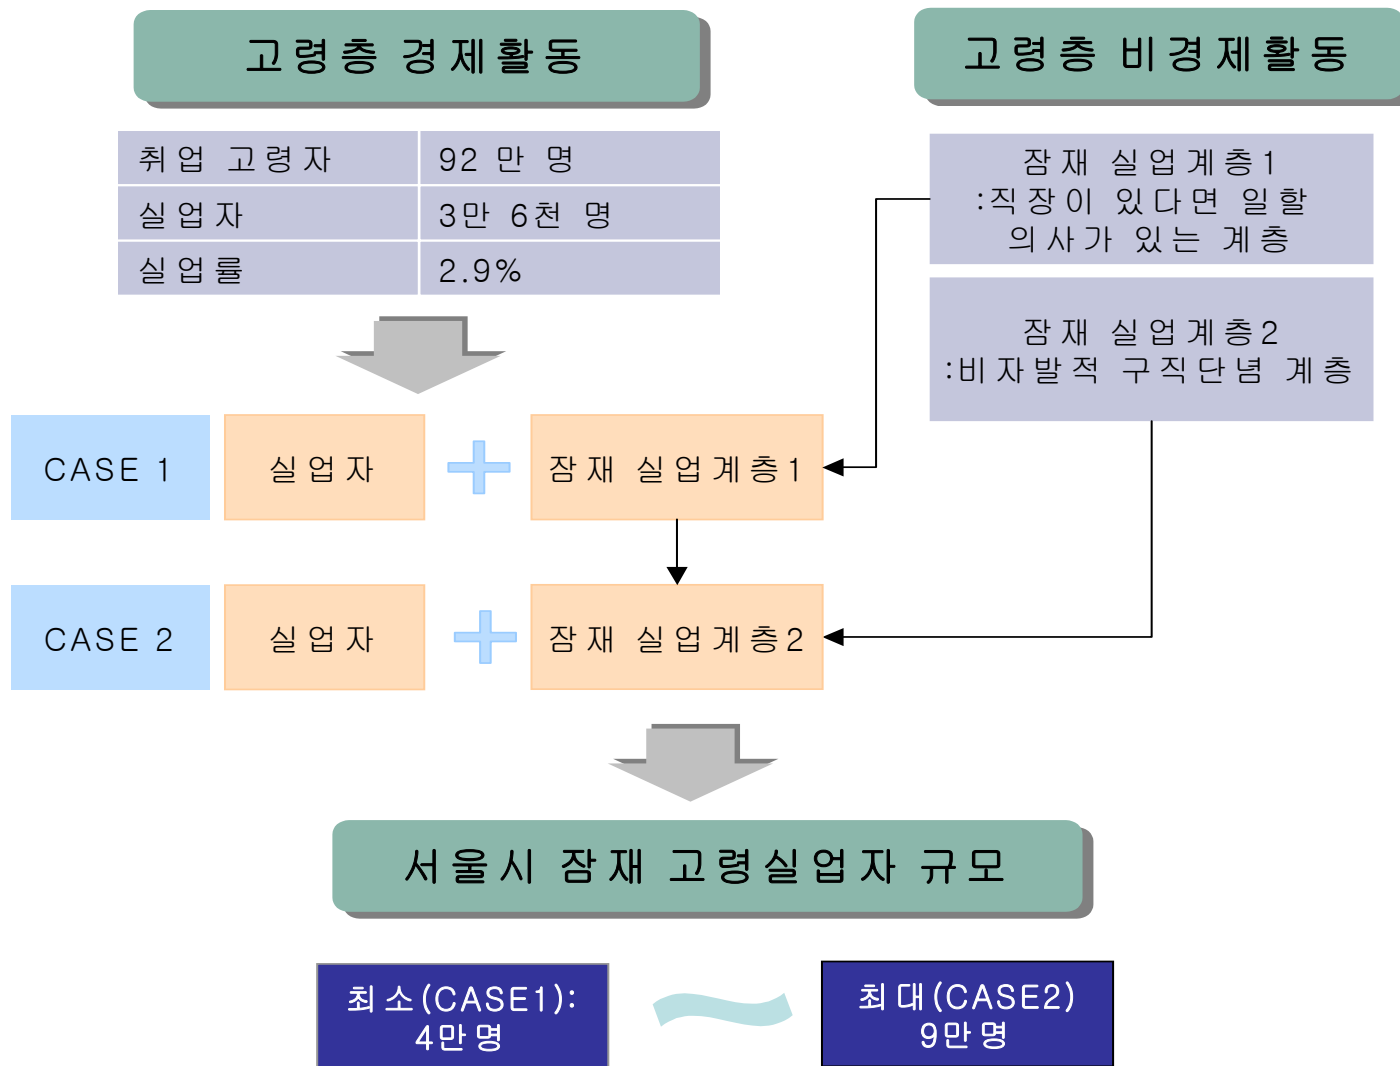 고령층 경제활동
취업 고령자
92 만 명
실업자
3만 6천 명
실업률
2.9%
고령층 비경제활동
잠재 실업계층1
:직장이 있다면 일할
의사가 있는 계층
잠재 실업계층2
:비자발적 구직단념 계층
CASE 1
실업자
잠재 실업계층1
CASE 2
실업자
잠재 실업계층2
서울시 잠재 고령실업자 규모
최소(CASE1):
4만명
최대(CASE2)
9만명